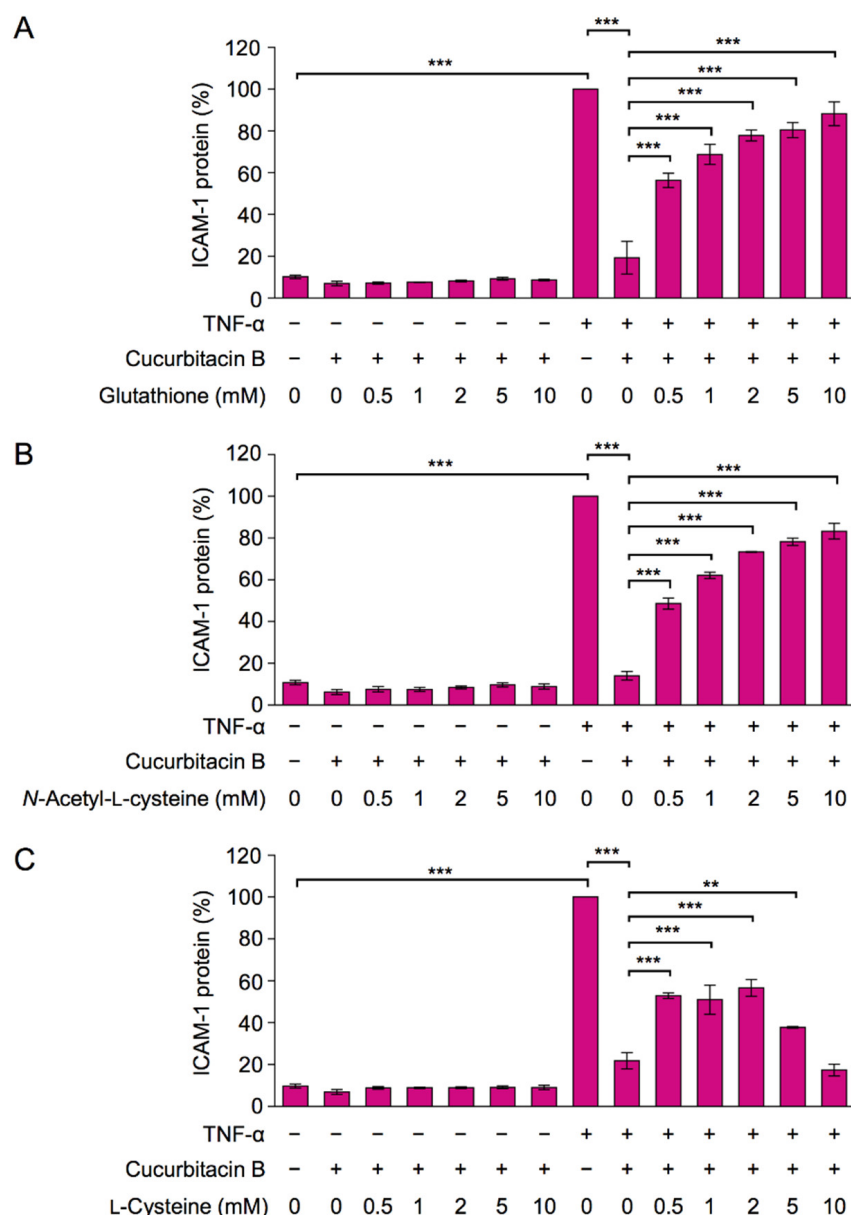 A
120
100
80
60
40
20
0
ICAM-1 protein (%)
*** *** *** *** *** *** ***
TNF-α − − − − − − − + + + + + + +
Cucurbitacin B − + + + + + + − + + + + + +
Glutathione (mM) 0 0 0.5 1 2 5 10 0 0 0.5 1 2 5 10
B
120
100
80
60
40
20
0
ICAM-1 protein (%)
*** *** *** *** *** *** ***
TNF-α − − − − − − − + + + + + + +
Cucurbitacin B − + + + + + + − + + + + + +
N-Acetyl-L-cysteine (mM) 0 0 0.5 1 2 5 10 0 0 0.5 1 2 5 10
C
120
100
80
60
40
20
0
ICAM-1 protein (%)
*** *** ** *** *** ***
TNF-α − − − − − − − + + + + + + +
Cucurbitacin B − + + + + + + − + + + + + +
L-Cysteine (mM) 0 0 0.5 1 2 5 10 0 0 0.5 1 2 5 10